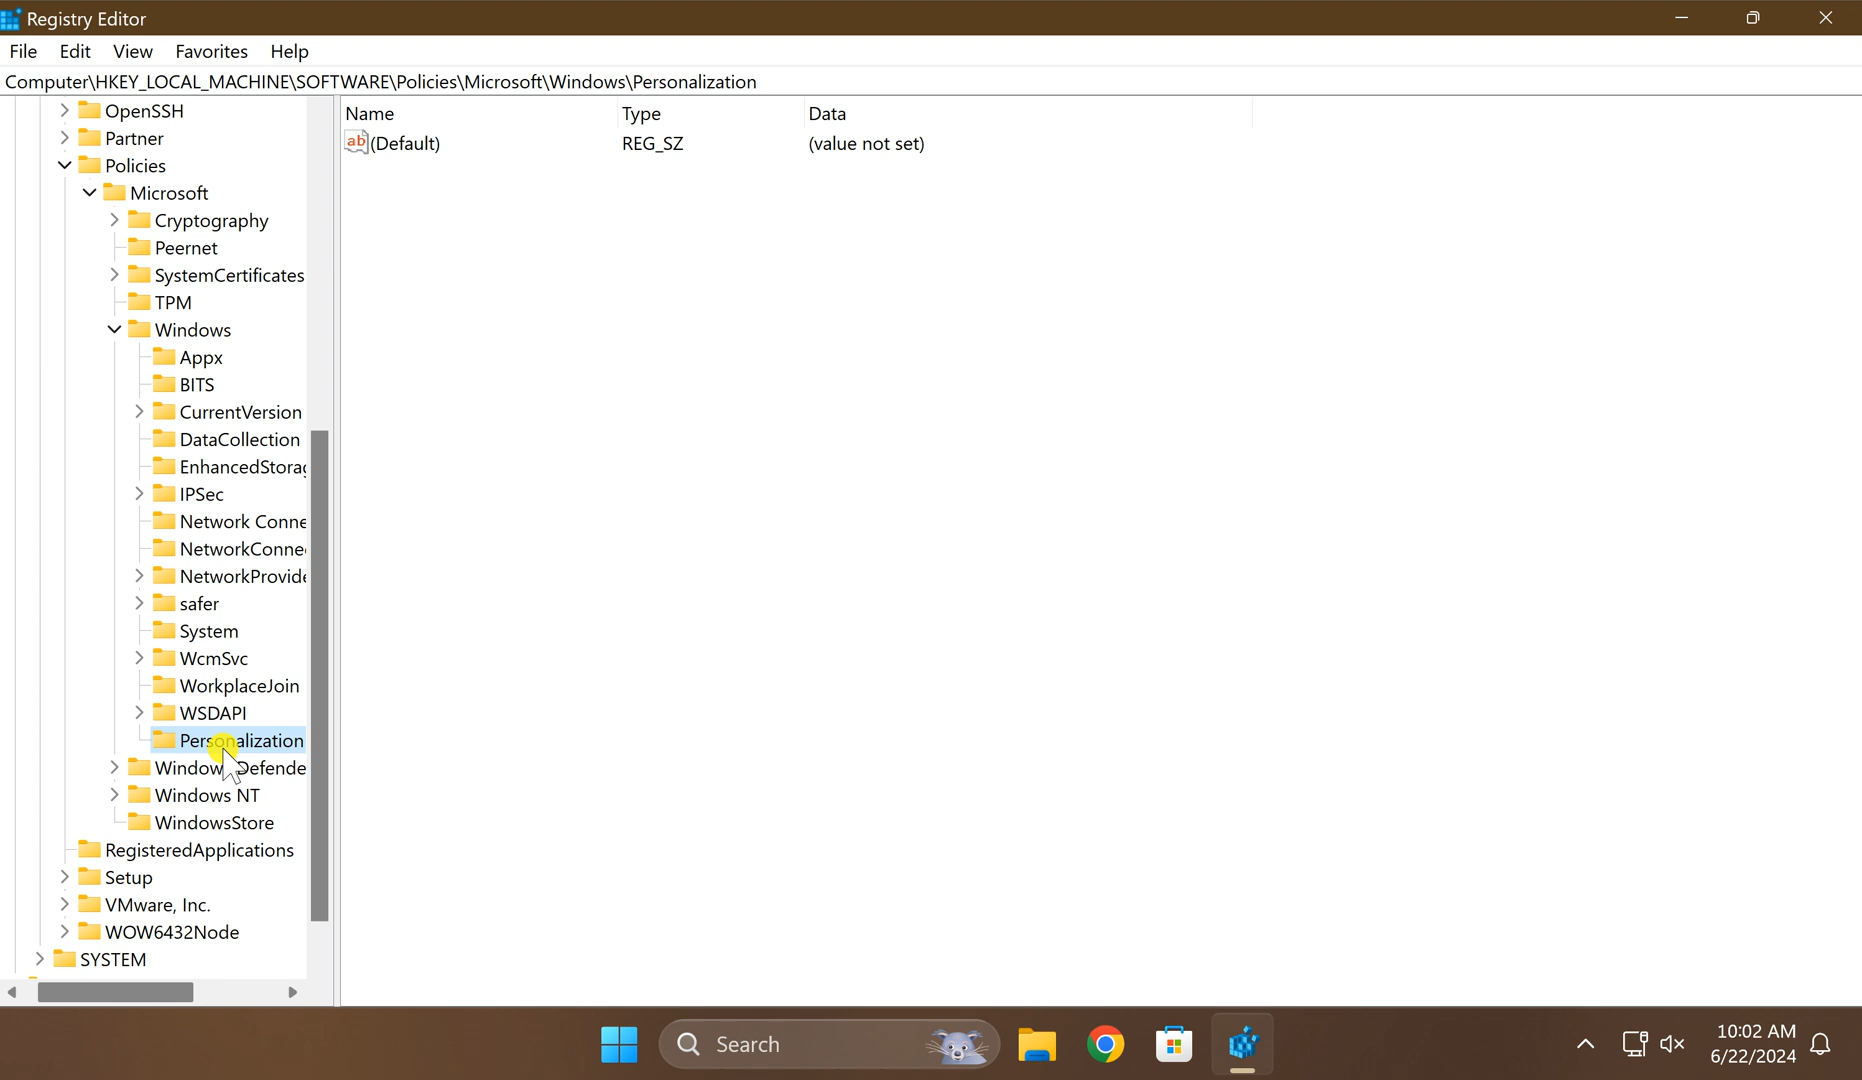 Registry Editor
File Edit View Favorites Help
Computer\HKEY_LOCAL_MACHINE\SOFTWARE\Policies\Microsoft\Windows\Personalization
Name Type Data
ab (Default) REG_SZ (value not set)
OpenSSH
Partner
Policies
Microsoft
Cryptography
Peernet
SystemCertificates
TPM
Windows
Appx
BITS
CurrentVersion
DataCollection
EnhancedStorag
IPSec
Network Conne
NetworkConne
NetworkProvide
safer
System
WcmSvc
WorkplaceJoin
WSDAPI
Personalization
Window Defende
Windows NT
WindowsStore
RegisteredApplications
Setup
VMware, Inc.
WOW6432Node
SYSTEM
Search
10:02 AM
6/22/2024